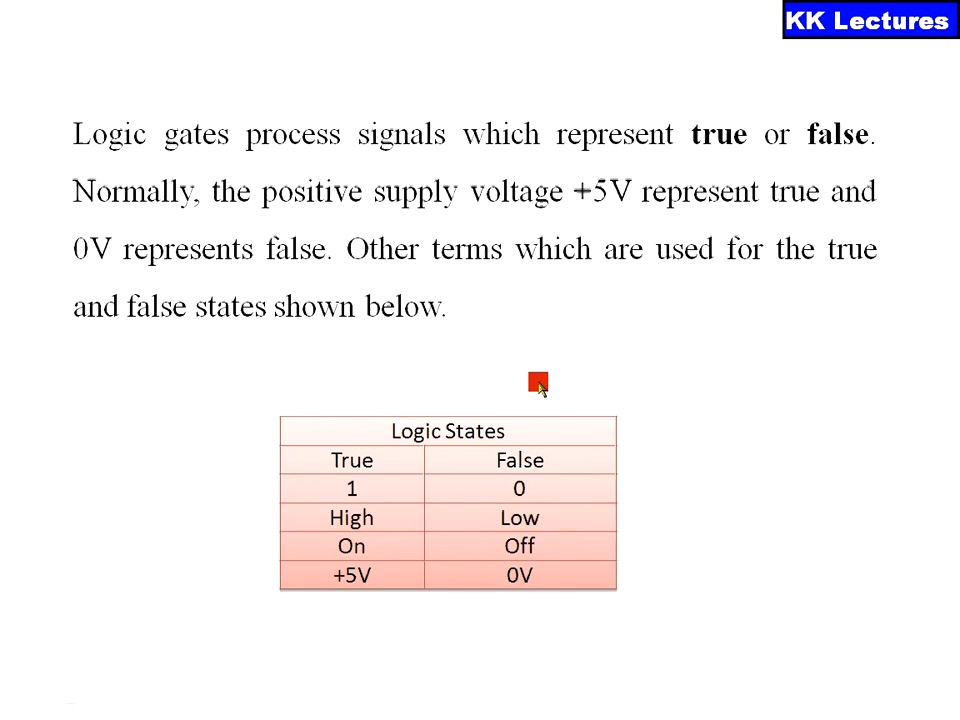 KK Lectures
Logic gates process signals which represent true or false.
Normally, the positive supply voltage +5V represent true and
0V represents false. Other terms which are used for the true
and false states shown below.
Logic States
True False
1 0
High Low
On Off
+5V 0V